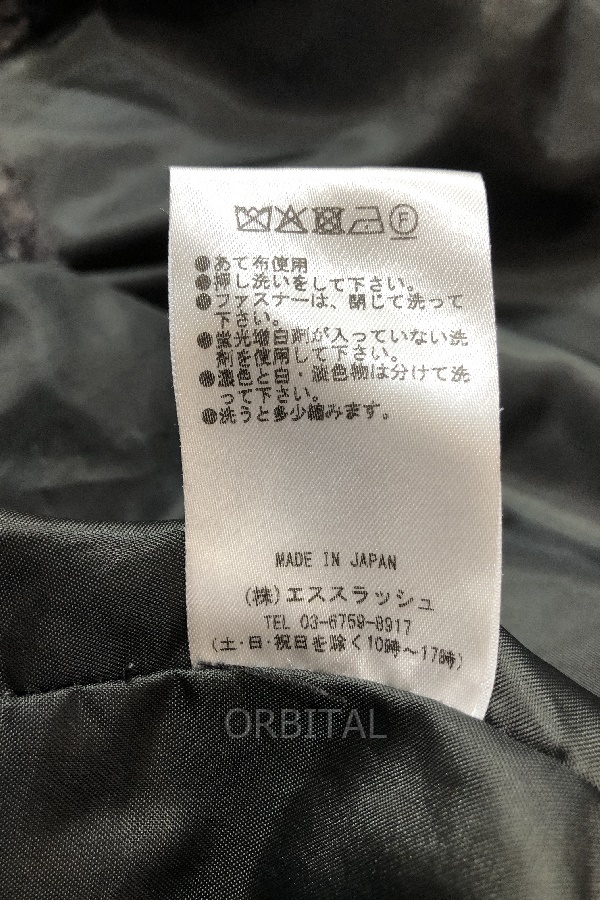 F
●あて布使用
●押し洗いをして下さい。
●ファスナーは、閉じて洗って
下さい。
●蛍光増白剤が入っていない洗
剤を使用して下さい。
●濃色と白・淡色物は分けて洗
って下さい。
●洗うと多少縮みます。
MADE IN JAPAN
(株)エススラッシュ
TEL 03-6759-8917
(土・日・祝日を除く10時〜17時)
ORBITAL